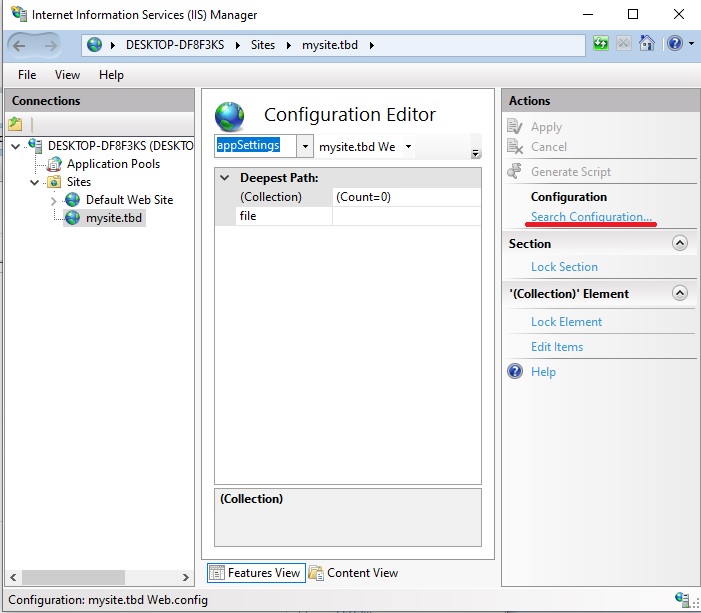 Internet Information Services (IIS) Manager
DESKTOP-DF8F3KS
Sites
mysite.tbd
File View Help
Connections
DESKTOP-DF8F3KS (DESKTO
Application Pools
Sites
Default Web Site
mysite.tbd
Configuration Editor
appSettings
mysite.tbd We
Deepest Path:
(Collection) (Count=0)
file
(Collection)
Features View
Content View
Actions
Apply
Cancel
Generate Script
Configuration
Search Configuration...
Section
Lock Section
'(Collection)' Element
Lock Element
Edit Items
Help
Configuration: mysite.tbd Web.config